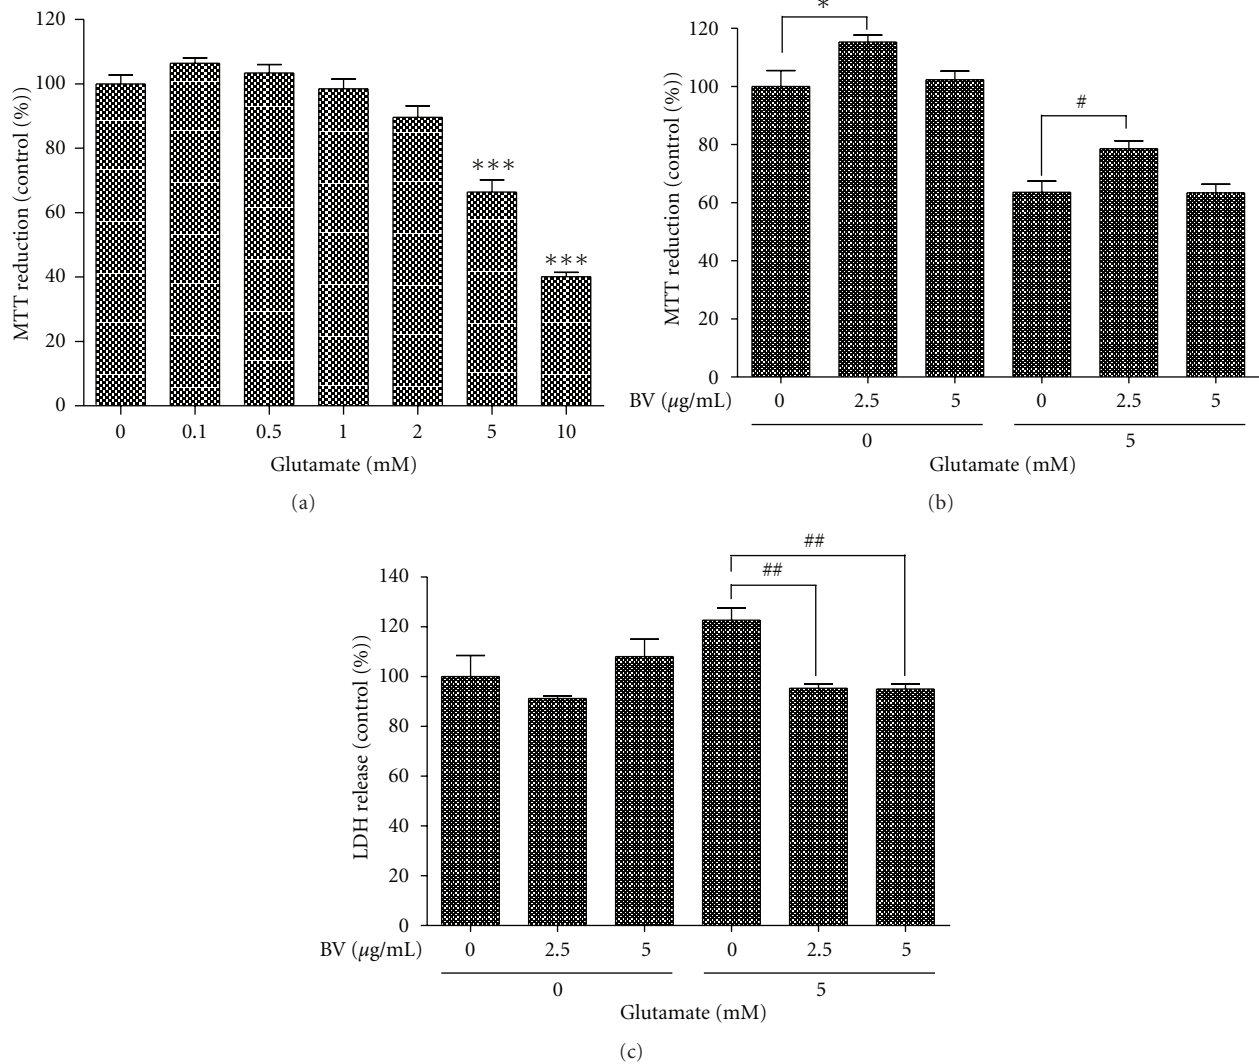 120
100
80
60
40
20
0
MTT reduction (control (%))
***
***
0 0.1 0.5 1 2 5 10
Glutamate (mM)
(a)
*
120
100
80
60
40
20
0
MTT reduction (control (%))
#
BV (μg/mL) 0 2.5 5 0 2.5 5
0 5
Glutamate (mM)
(b)
##
##
140
120
100
80
60
40
20
0
LDH release (control (%))
BV (μg/mL) 0 2.5 5 0 2.5 5
0 5
Glutamate (mM)
(c)